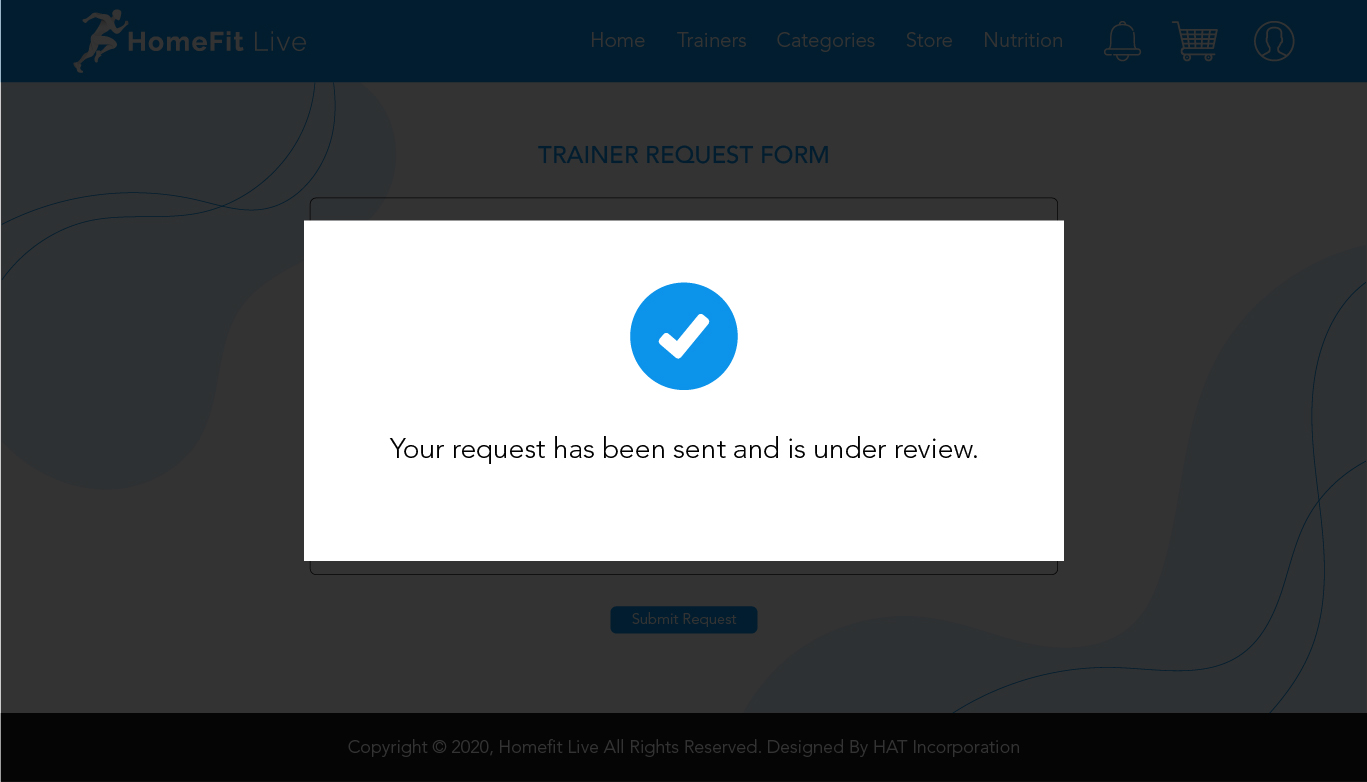 HomeFit Live
Home Trainers Categories Store Nutrition
TRAINER REQUEST FORM
Your request has been sent and is under review.
Submit Request
Copyright © 2020, Homefit Live All Rights Reserved. Designed By HAT Incorporation